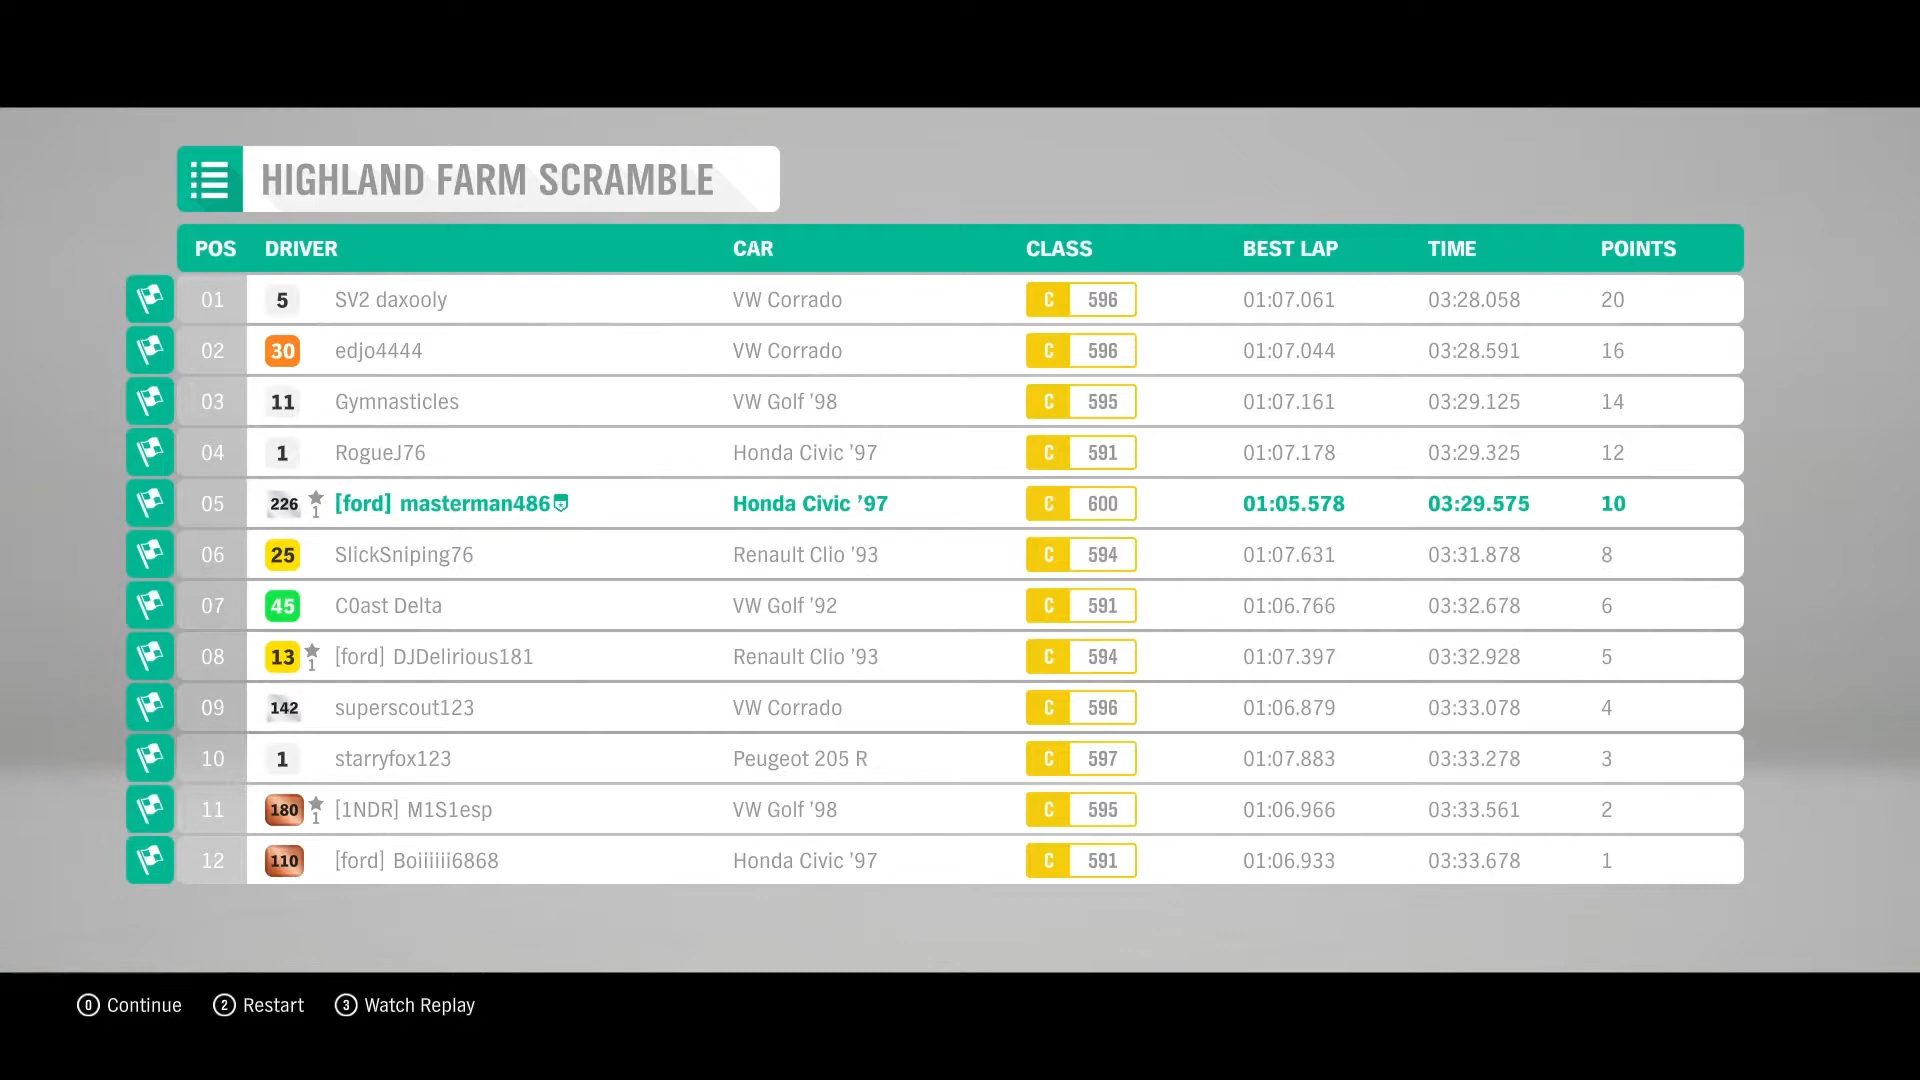 HIGHLAND FARM SCRAMBLE
POS DRIVER CAR CLASS BEST LAP TIME POINTS
01 5 SV2 daxooly VW Corrado C 596 01:07.061 03:28.058 20
02 30 edjo4444 VW Corrado C 596 01:07.044 03:28.591 16
03 11 Gymnasticles VW Golf '98 C 595 01:07.161 03:29.125 14
04 1 RogueJ76 Honda Civic '97 C 591 01:07.178 03:29.325 12
05 226 1 [ford] masterman486 Honda Civic '97 C 600 01:05.578 03:29.575 10
06 25 SlickSniping76 Renault Clio '93 C 594 01:07.631 03:31.878 8
07 45 C0ast Delta VW Golf '92 C 591 01:06.766 03:32.678 6
08 13 1 [ford] DJDelirious181 Renault Clio '93 C 594 01:07.397 03:32.928 5
09 142 superscout123 VW Corrado C 596 01:06.879 03:33.078 4
10 1 starryfox123 Peugeot 205 R C 597 01:07.883 03:33.278 3
11 180 1 [1NDR] M1S1esp VW Golf '98 C 595 01:06.966 03:33.561 2
12 110 [ford] Boiiiiii6868 Honda Civic '97 C 591 01:06.933 03:33.678 1
0 Continue 2 Restart 3 Watch Replay